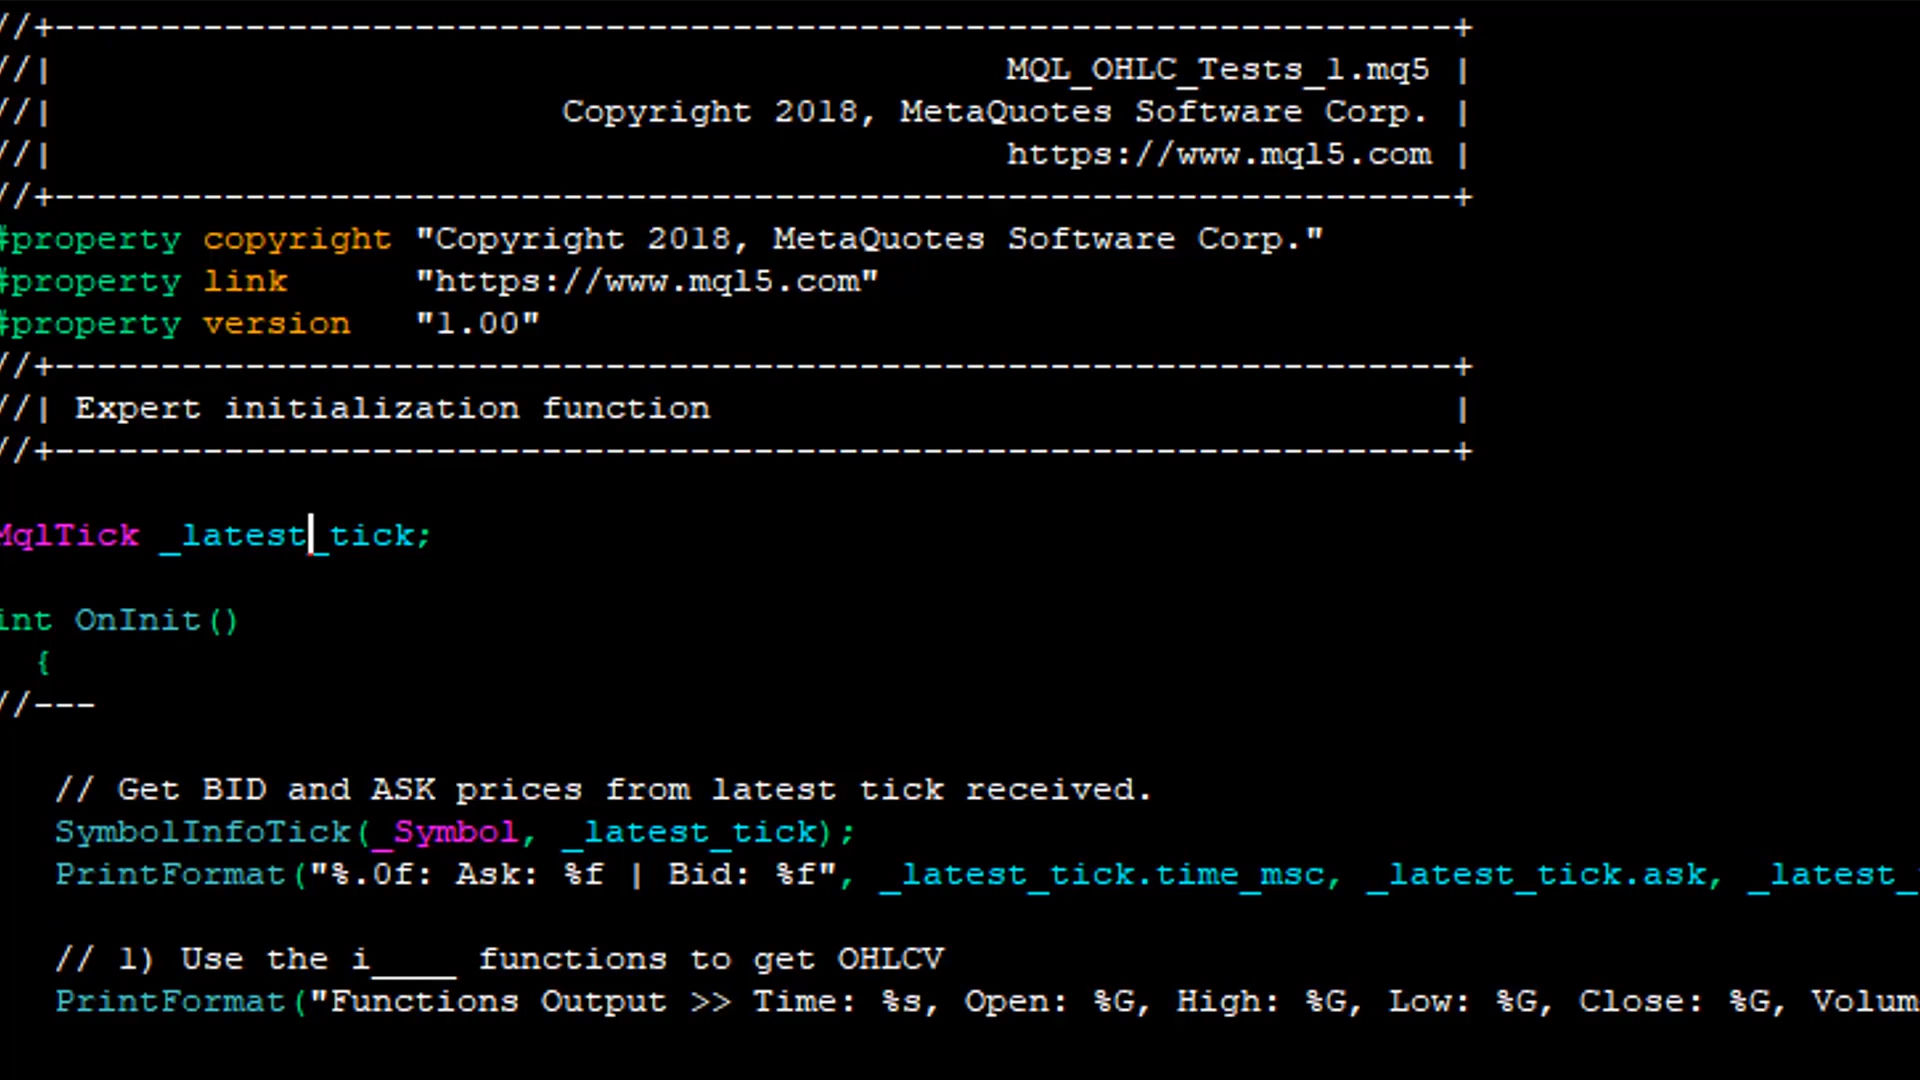 //+------------------------------------------------------------------+
//|                                             MQL_OHLC_Tests_1.mq5 |
//|                        Copyright 2018, MetaQuotes Software Corp. |
//|                                             https://www.mql5.com |
//+------------------------------------------------------------------+
#property copyright "Copyright 2018, MetaQuotes Software Corp."
#property link      "https://www.mql5.com"
#property version   "1.00"
//+------------------------------------------------------------------+
//| Expert initialization function                                   |
//+------------------------------------------------------------------+
MqlTick _latest_tick;
int OnInit()
  {
//---
   // Get BID and ASK prices from latest tick received.
   SymbolInfoTick(_Symbol, _latest_tick);
   PrintFormat("%.0f: Ask: %f | Bid: %f", _latest_tick.time_msc, _latest_tick.ask, _latest_
   // 1) Use the i____ functions to get OHLCV
   PrintFormat("Functions Output >> Time: %s, Open: %G, High: %G, Low: %G, Close: %G, Volum